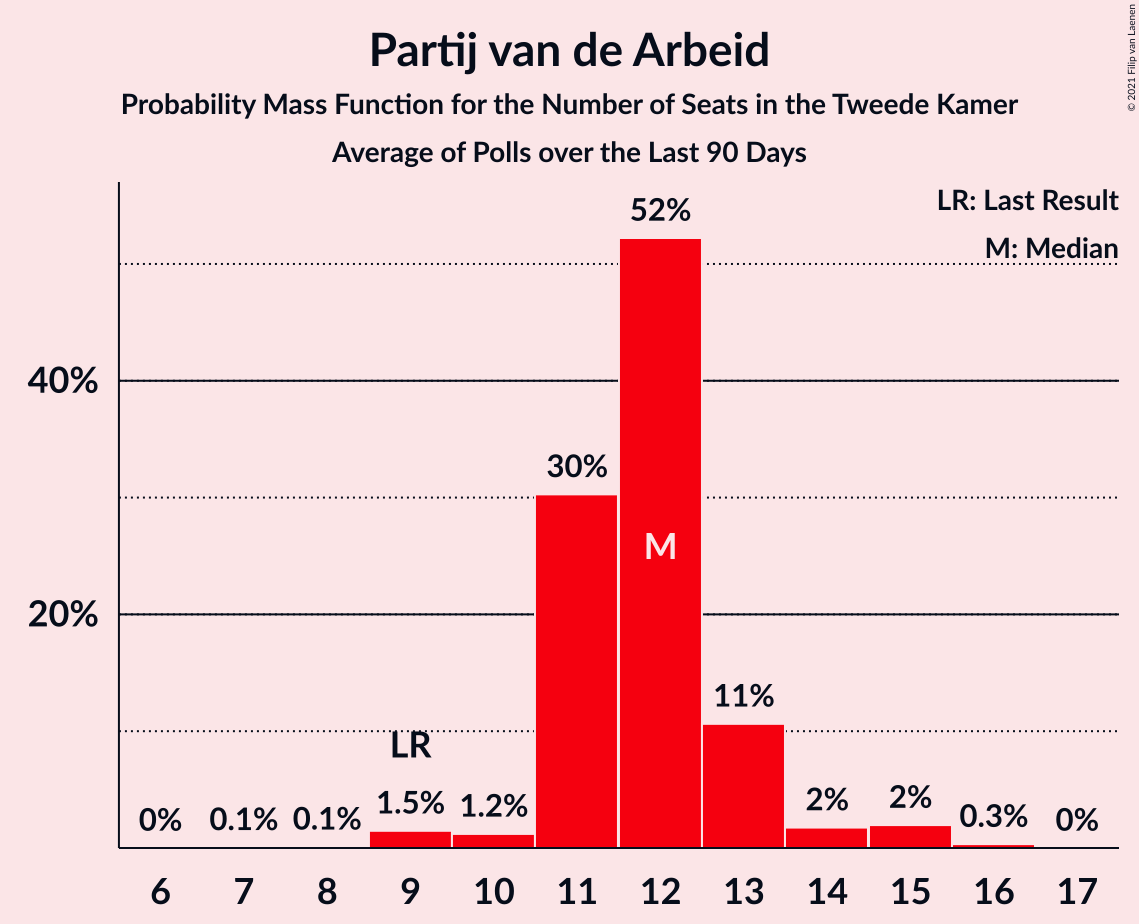 Partij van de Arbeid
Probability Mass Function for the Number of Seats in the Tweede Kamer
Average of Polls over the Last 90 Days
© 2021 Filip van Laenen
LR: Last Result
M: Median
52%
40%
30%
M
20%
11%
LR
0%
0.1%
0.1%
1.5%
1.2%
2%
2%
0.3%
0%
6 7 8 9 10 11 12 13 14 15 16 17